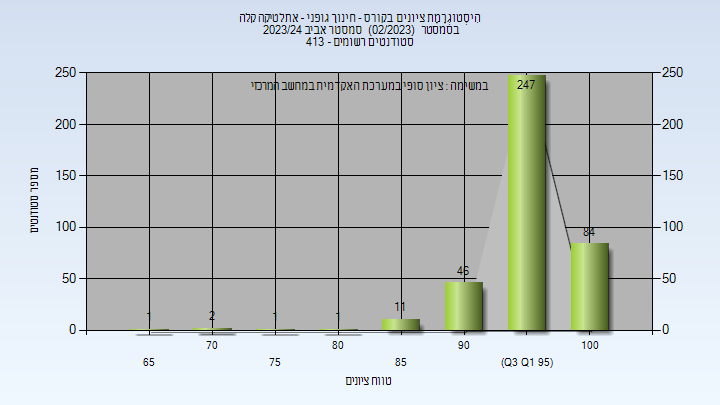 היסטוגרמת ציונים בקורס - חינוך גופני - אתלטיקה קלה
בסמסטר (02/2023) סמסטר אביב 2023/24
סטודנטים רשומים - 413
במשימה : ציון סופי במערכת האקדמית במחשב המרכזי
מספר סטודנטים
250 250
200 200
150 150
100 100
50 50
0 0
1 2 1 1 11 46 247 84
65 70 75 80 85 90 (Q3 Q1 95) 100
טווח ציונים